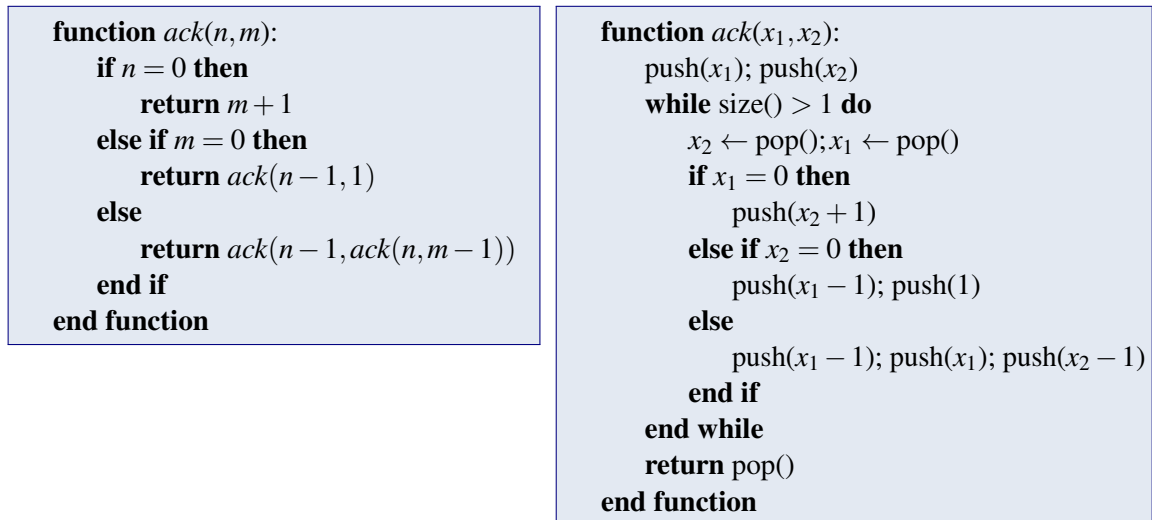 function ack(n,m):
if n = 0 then
return m+1
else if m = 0 then
return ack(n−1,1)
else
return ack(n−1,ack(n,m−1))
end if
end function
function ack(x₁,x₂):
push(x₁); push(x₂)
while size() > 1 do
x₂ ← pop();x₁ ← pop()
if x₁ = 0 then
push(x₂+1)
else if x₂ = 0 then
push(x₁−1); push(1)
else
push(x₁−1); push(x₁); push(x₂−1)
end if
end while
return pop()
end function